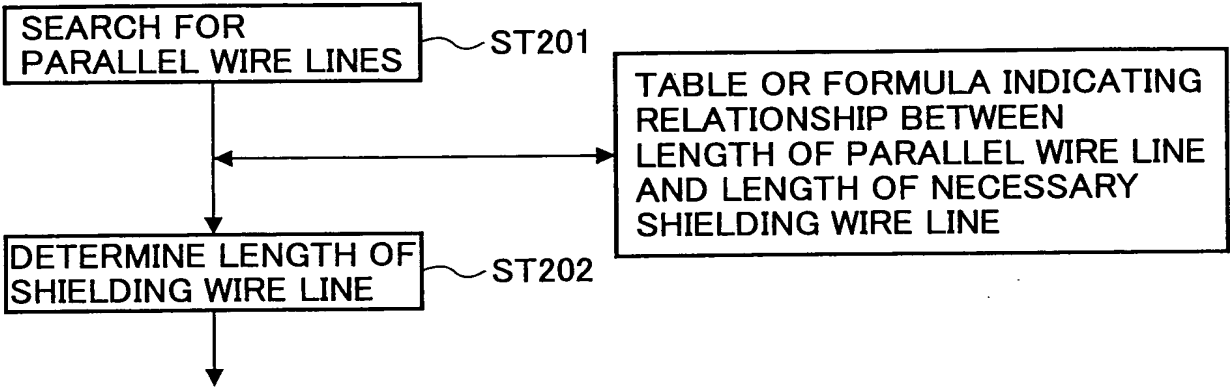 SEARCH FOR
PARALLEL WIRE LINES
ST201
TABLE OR FORMULA INDICATING
RELATIONSHIP BETWEEN
LENGTH OF PARALLEL WIRE LINE
AND LENGTH OF NECESSARY
SHIELDING WIRE LINE
DETERMINE LENGTH OF
SHIELDING WIRE LINE
ST202